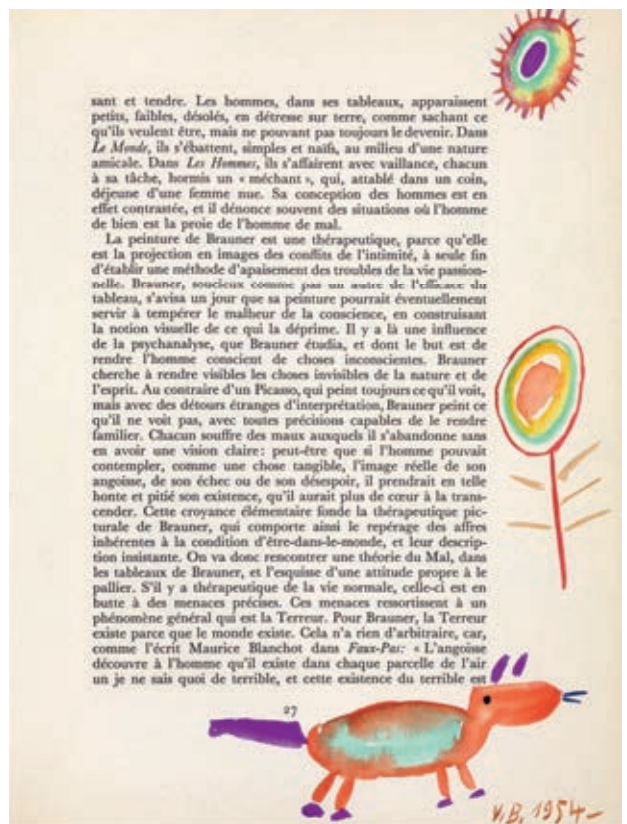 sant et tendre. Les hommes, dans ses tableaux, apparaissent
petits, faibles, désolés, en détresse sur terre, comme sachant ce
qu'ils veulent être, mais ne pouvant pas toujours le devenir. Dans
Le Monde, ils s'ébattent, simples et naïfs, au milieu d'une nature
amicale. Dans Les Hommes, ils s'affairent avec vaillance, chacun
à sa tâche, hormis un « méchant », qui, attablé dans un coin,
déjeune d'une femme nue. Sa conception des hommes est en
effet contrastée, et il dénonce souvent des situations où l'homme
de bien est la proie de l'homme de mal.
La peinture de Brauner est une thérapeutique, parce qu'elle
est la projection en images des conflits de l'intimité, à seule fin
d'établir une méthode d'apaisement des troubles de la vie passion-
nelle. Brauner, soucieux comme pas un autre de l'efficace du
tableau, s'avisa un jour que sa peinture pourrait éventuellement
servir à tempérer le malheur de la conscience, en construisant
la notion visuelle de ce qui la déprime. Il y a là une influence
de la psychanalyse, que Brauner étudia, et dont le but est de
rendre l'homme conscient de choses inconscientes. Brauner
cherche à rendre visibles les choses invisibles de la nature et de
l'esprit. Au contraire d'un Picasso, qui peint toujours ce qu'il voit,
mais avec des détours étranges d'interprétation, Brauner peint ce
qu'il ne voit pas, avec toutes précisions capables de le rendre
familier. Chacun souffre des maux auxquels il s'abandonne sans
en avoir une vision claire : peut-être que si l'homme pouvait
contempler, comme une chose tangible, l'image réelle de son
angoisse, de son échec ou de son désespoir, il prendrait en telle
honte et pitié son existence, qu'il aurait plus de cœur à la trans-
cender. Cette croyance élémentaire fonde la thérapeutique pic-
turale de Brauner, qui comporte ainsi le repérage des affres
inhérentes à la condition d'être-dans-le-monde, et leur descrip-
tion insistante. On va donc rencontrer une théorie du Mal, dans
les tableaux de Brauner, et l'esquisse d'une attitude propre à le
pallier. S'il y a thérapeutique de la vie normale, celle-ci est en
butte à des menaces précises. Ces menaces ressortissent à un
phénomène général qui est la Terreur. Pour Brauner, la Terreur
existe parce que le monde existe. Cela n'a rien d'arbitraire, car,
comme l'écrit Maurice Blanchot dans Faux-Pas: « L'angoisse
découvre à l'homme qu'il existe dans chaque parcelle de l'air
un je ne sais quoi de terrible, et cette existence du terrible est
27
V.B. 1954-